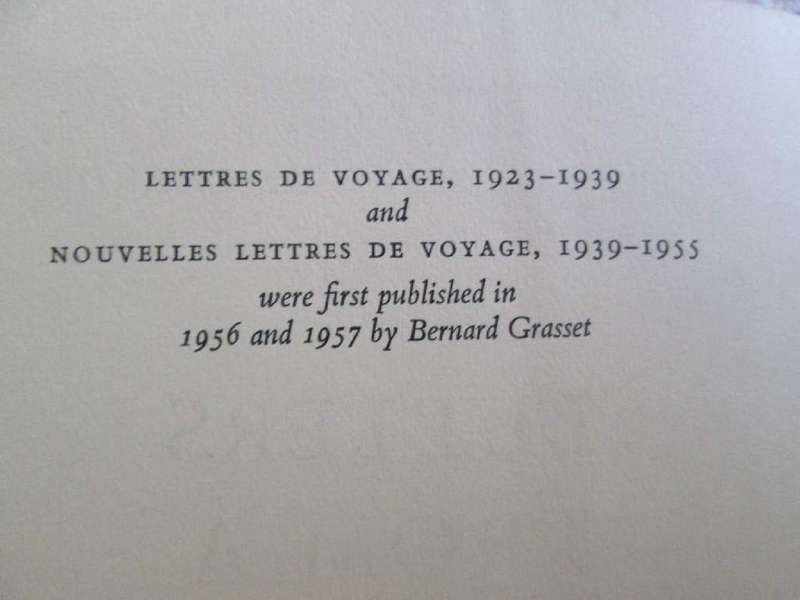 LETTRES DE VOYAGE, 1923–1939
and
NOUVELLES LETTRES DE VOYAGE, 1939–1955
were first published in
1956 and 1957 by Bernard Grasset